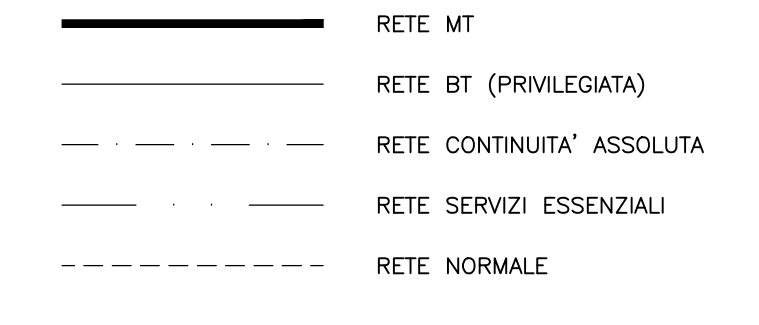 RETE MT
RETE BT (PRIVILEGIATA)
RETE CONTINUITA' ASSOLUTA
RETE SERVIZI ESSENZIALI
RETE NORMALE